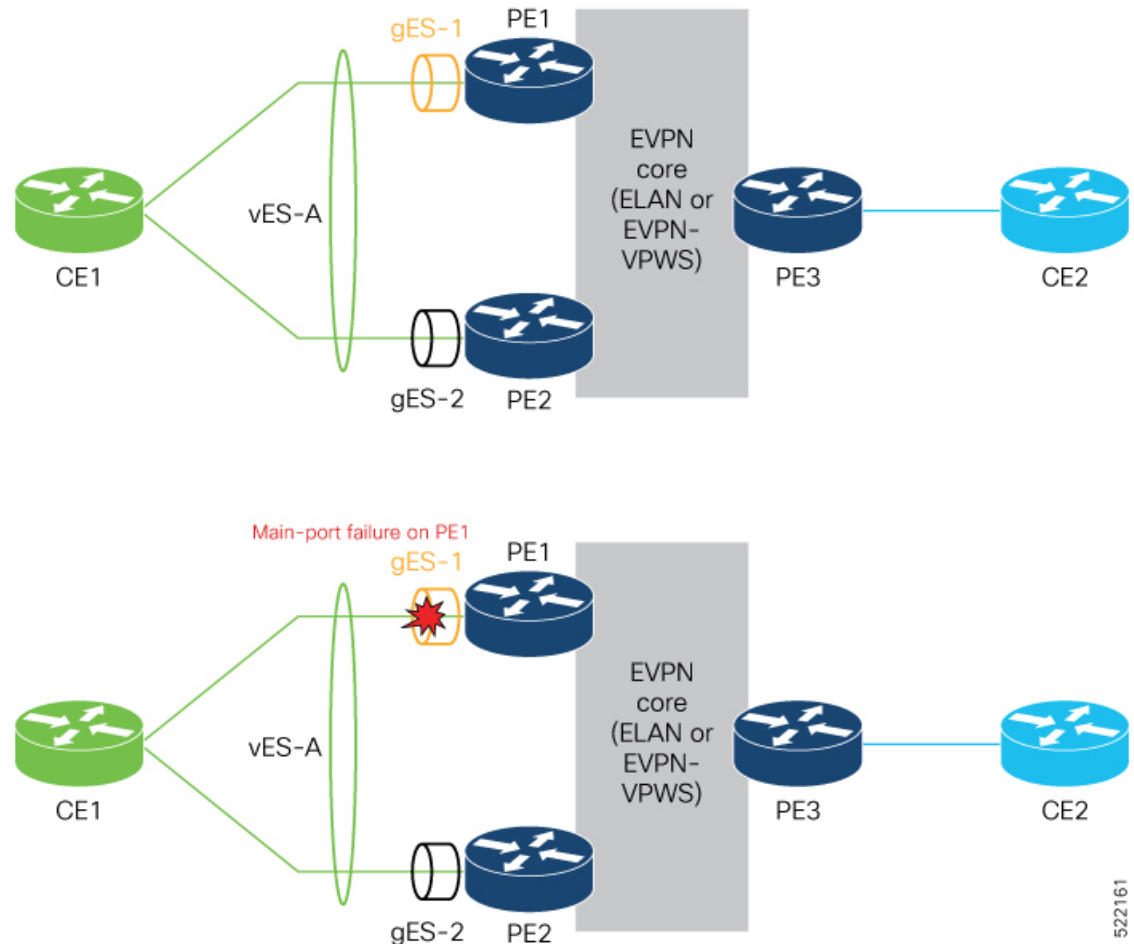 gES-1
PE1
EVPN
core
(ELAN or
EVPN-
VPWS)
vES-A
CE1
PE3
CE2
gES-2
PE2
Main-port failure on PE1
gES-1
PE1
EVPN
core
(ELAN or
EVPN-
VPWS)
vES-A
CE1
PE3
CE2
gES-2
PE2
522161